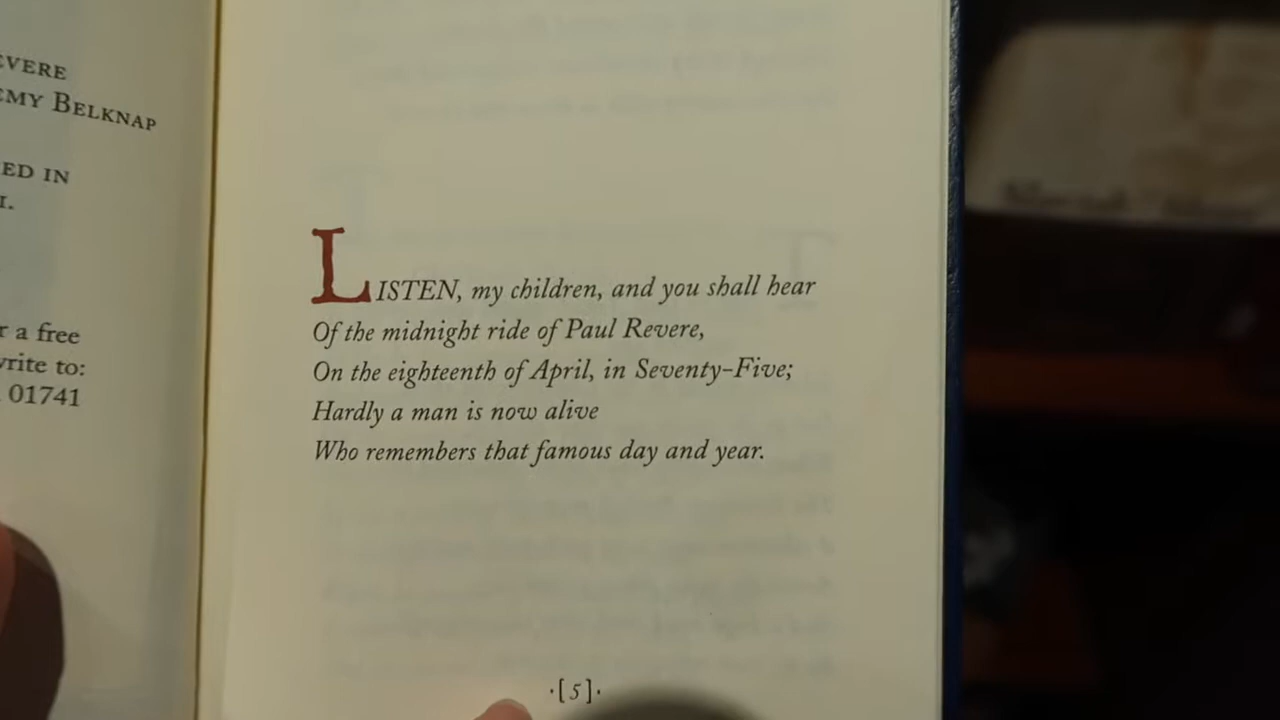 EVERE
EMY BELKNAP
ED IN
I.
r a free
write to:
01741
LISTEN, my children, and you shall hear
Of the midnight ride of Paul Revere,
On the eighteenth of April, in Seventy-Five;
Hardly a man is now alive
Who remembers that famous day and year.
·[5]·